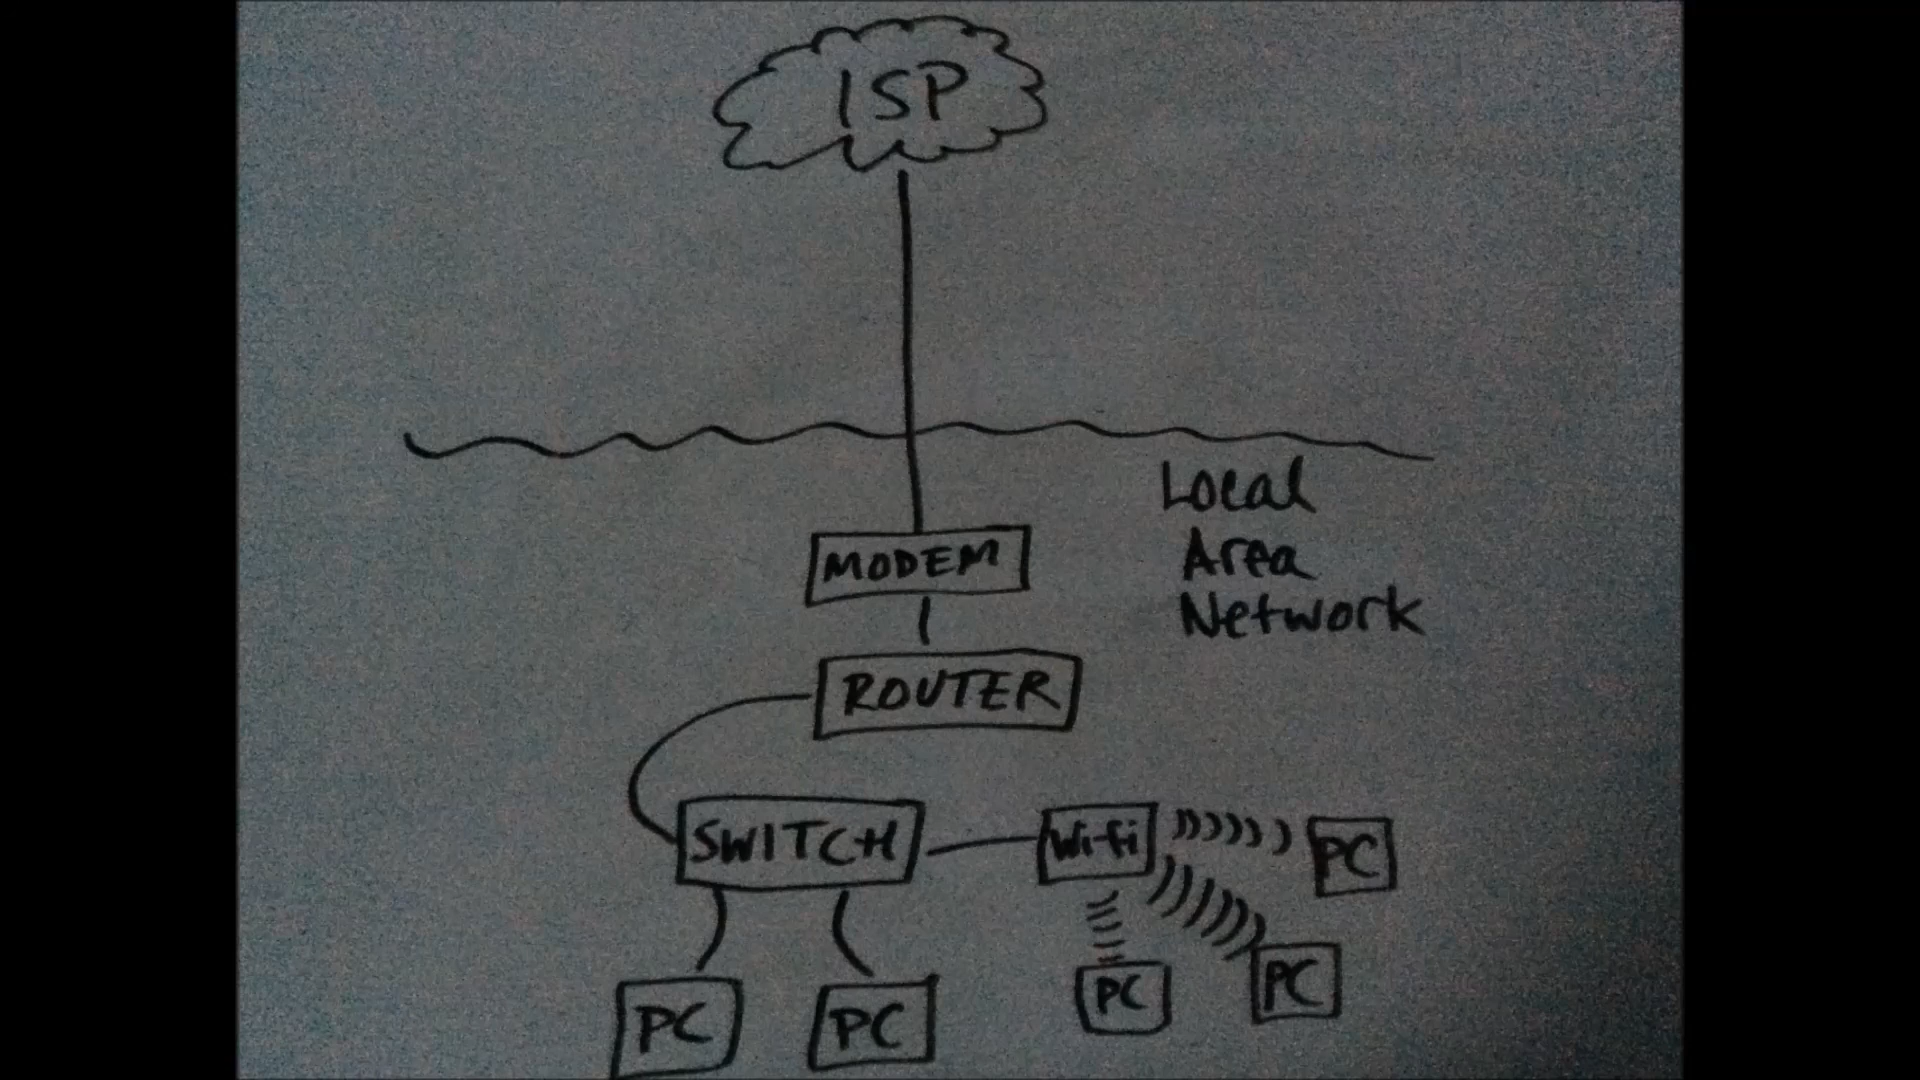 ISP
Local
Area
Network
MODEM
ROUTER
SWITCH
Wi-fi
PC
PC
PC
PC
PC